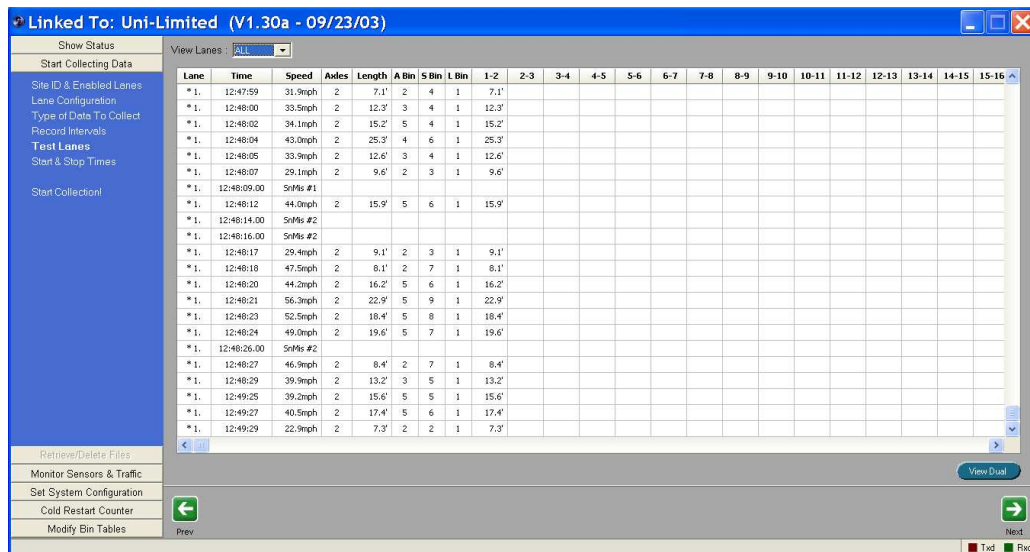 Linked To: Uni-Limited (V1.30a - 09/23/03)
Show Status
Start Collecting Data
Site ID & Enabled Lanes
Lane Configuration
Type of Data To Collect
Record Intervals
Test Lanes
Start & Stop Times
Start Collection!
Retrieve/Delete Files
Monitor Sensors & Traffic
Set System Configuration
Cold Restart Counter
Modify Bin Tables
View Lanes : ALL
Lane Time Speed Axles Length A Bin S Bin L Bin 1-2 2-3 3-4 4-5 5-6 6-7 7-8 8-9 9-10 10-11 11-12 12-13 13-14 14-15 15-16
* 1. 12:47:59 31.9mph 2 7.1' 2 4 1 7.1'
* 1. 12:48:00 33.5mph 2 12.3' 3 4 1 12.3'
* 1. 12:48:02 34.1mph 2 15.2' 5 4 1 15.2'
* 1. 12:48:04 43.0mph 2 25.3' 4 6 1 25.3'
* 1. 12:48:05 33.9mph 2 12.6' 3 4 1 12.6'
* 1. 12:48:07 29.1mph 2 9.6' 2 3 1 9.6'
* 1. 12:48:09.00 SnMis #1
* 1. 12:48:12 44.0mph 2 15.9' 5 6 1 15.9'
* 1. 12:48:14.00 SnMis #2
* 1. 12:48:16.00 SnMis #2
* 1. 12:48:17 29.4mph 2 9.1' 2 3 1 9.1'
* 1. 12:48:18 47.5mph 2 8.1' 2 7 1 8.1'
* 1. 12:48:20 44.2mph 2 16.2' 5 6 1 16.2'
* 1. 12:48:21 56.3mph 2 22.9' 5 9 1 22.9'
* 1. 12:48:23 52.5mph 2 18.4' 5 8 1 18.4'
* 1. 12:48:24 49.0mph 2 19.6' 5 7 1 19.6'
* 1. 12:48:26.00 SnMis #2
* 1. 12:48:27 46.9mph 2 8.4' 2 7 1 8.4'
* 1. 12:48:29 39.9mph 2 13.2' 3 5 1 13.2'
* 1. 12:49:25 39.2mph 2 15.6' 5 5 1 15.6'
* 1. 12:49:27 40.5mph 2 17.4' 5 6 1 17.4'
* 1. 12:49:29 22.9mph 2 7.3' 2 2 1 7.3'
View Dual
Prev
Next
Txd Rxd